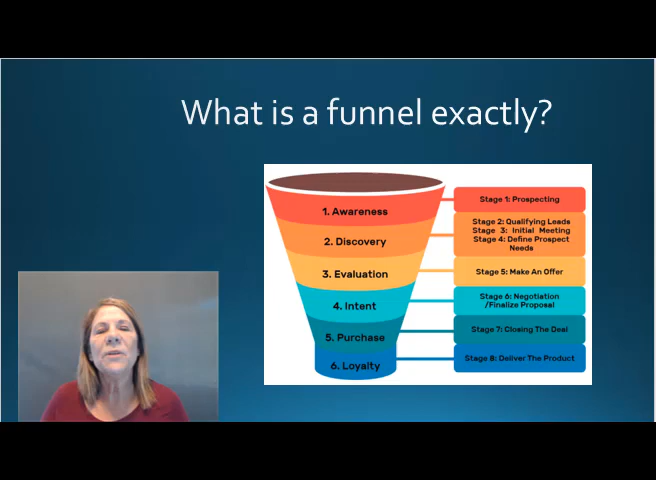 What is a funnel exactly?
1. Awareness
Stage 1: Prospecting
2. Discovery
Stage 2: Qualifying Leads
Stage 3: Initial Meeting
Stage 4: Define Prospect
Needs
3. Evaluation
Stage 5: Make An Offer
4. Intent
Stage 6: Negotiation
/Finalize Proposal
5. Purchase
Stage 7: Closing The Deal
6. Loyalty
Stage 8: Deliver The Product